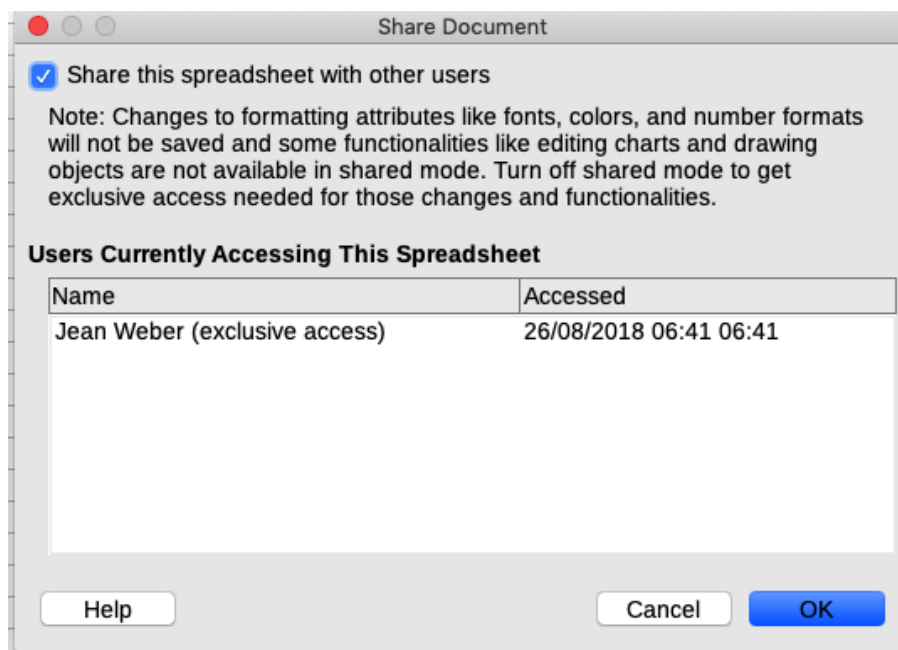 Share Document
Share this spreadsheet with other users
Note: Changes to formatting attributes like fonts, colors, and number formats
will not be saved and some functionalities like editing charts and drawing
objects are not available in shared mode. Turn off shared mode to get
exclusive access needed for those changes and functionalities.
Users Currently Accessing This Spreadsheet
Name Accessed
Jean Weber (exclusive access) 26/08/2018 06:41 06:41
Help Cancel OK